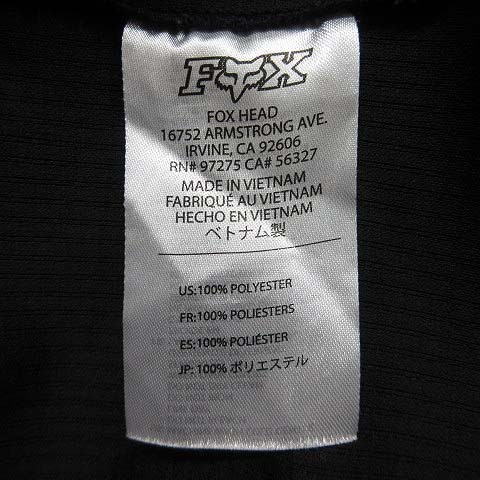 FOX
FOX HEAD
16752 ARMSTRONG AVE.
IRVINE, CA 92606
RN# 97275 CA# 56327
MADE IN VIETNAM
FABRIQUÉ AU VIETNAM
HECHO EN VIETNAM
ベトナム製
US:100% POLYESTER
FR:100% POLIESTERS
ES:100% POLIÉSTER
JP: 100% ポリエステル